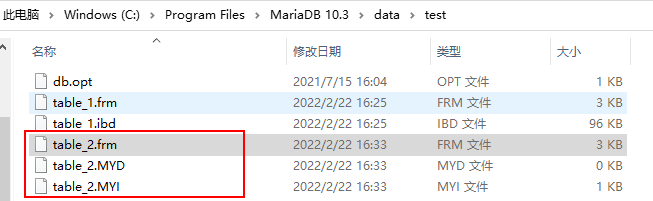 此电脑 > Windows (C:) > Program Files > MariaDB 10.3 > data > test
名称 修改日期 类型 大小
db.opt 2021/7/15 16:04 OPT 文件 1 KB
table_1.frm 2022/2/22 16:25 FRM 文件 3 KB
table_1.ibd 2022/2/22 16:25 IBD 文件 96 KB
table_2.frm 2022/2/22 16:33 FRM 文件 3 KB
table_2.MYD 2022/2/22 16:33 MYD 文件 0 KB
table_2.MYI 2022/2/22 16:33 MYI 文件 1 KB